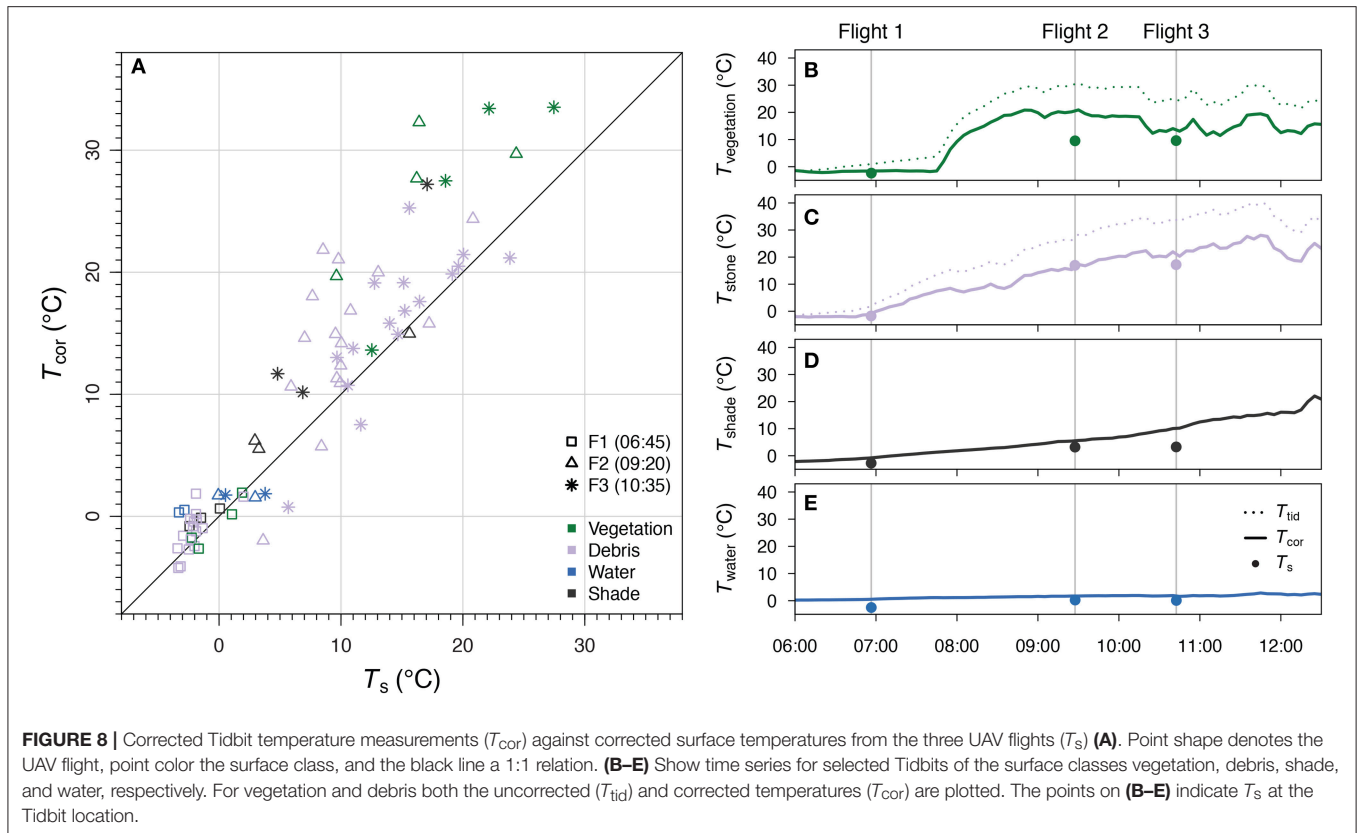 A
T_cor (°C)
30
20
10
0
0
10
20
30
T_s (°C)
F1 (06:45)
F2 (09:20)
F3 (10:35)
Vegetation
Debris
Water
Shade
Flight 1
Flight 2
Flight 3
B
T_vegetation (°C)
40
30
20
10
0
C
T_stone (°C)
40
30
20
10
0
D
T_shade (°C)
40
30
20
10
0
E
T_water (°C)
40
30
20
10
0
T_tid
T_cor
T_s
06:00
07:00
08:00
09:00
10:00
11:00
12:00
FIGURE 8 | Corrected Tidbit temperature measurements (T_cor) against corrected surface temperatures from the three UAV flights (T_s) (A). Point shape denotes the
UAV flight, point color the surface class, and the black line a 1:1 relation. (B–E) Show time series for selected Tidbits of the surface classes vegetation, debris, shade,
and water, respectively. For vegetation and debris both the uncorrected (T_tid) and corrected temperatures (T_cor) are plotted. The points on (B–E) indicate T_s at the
Tidbit location.